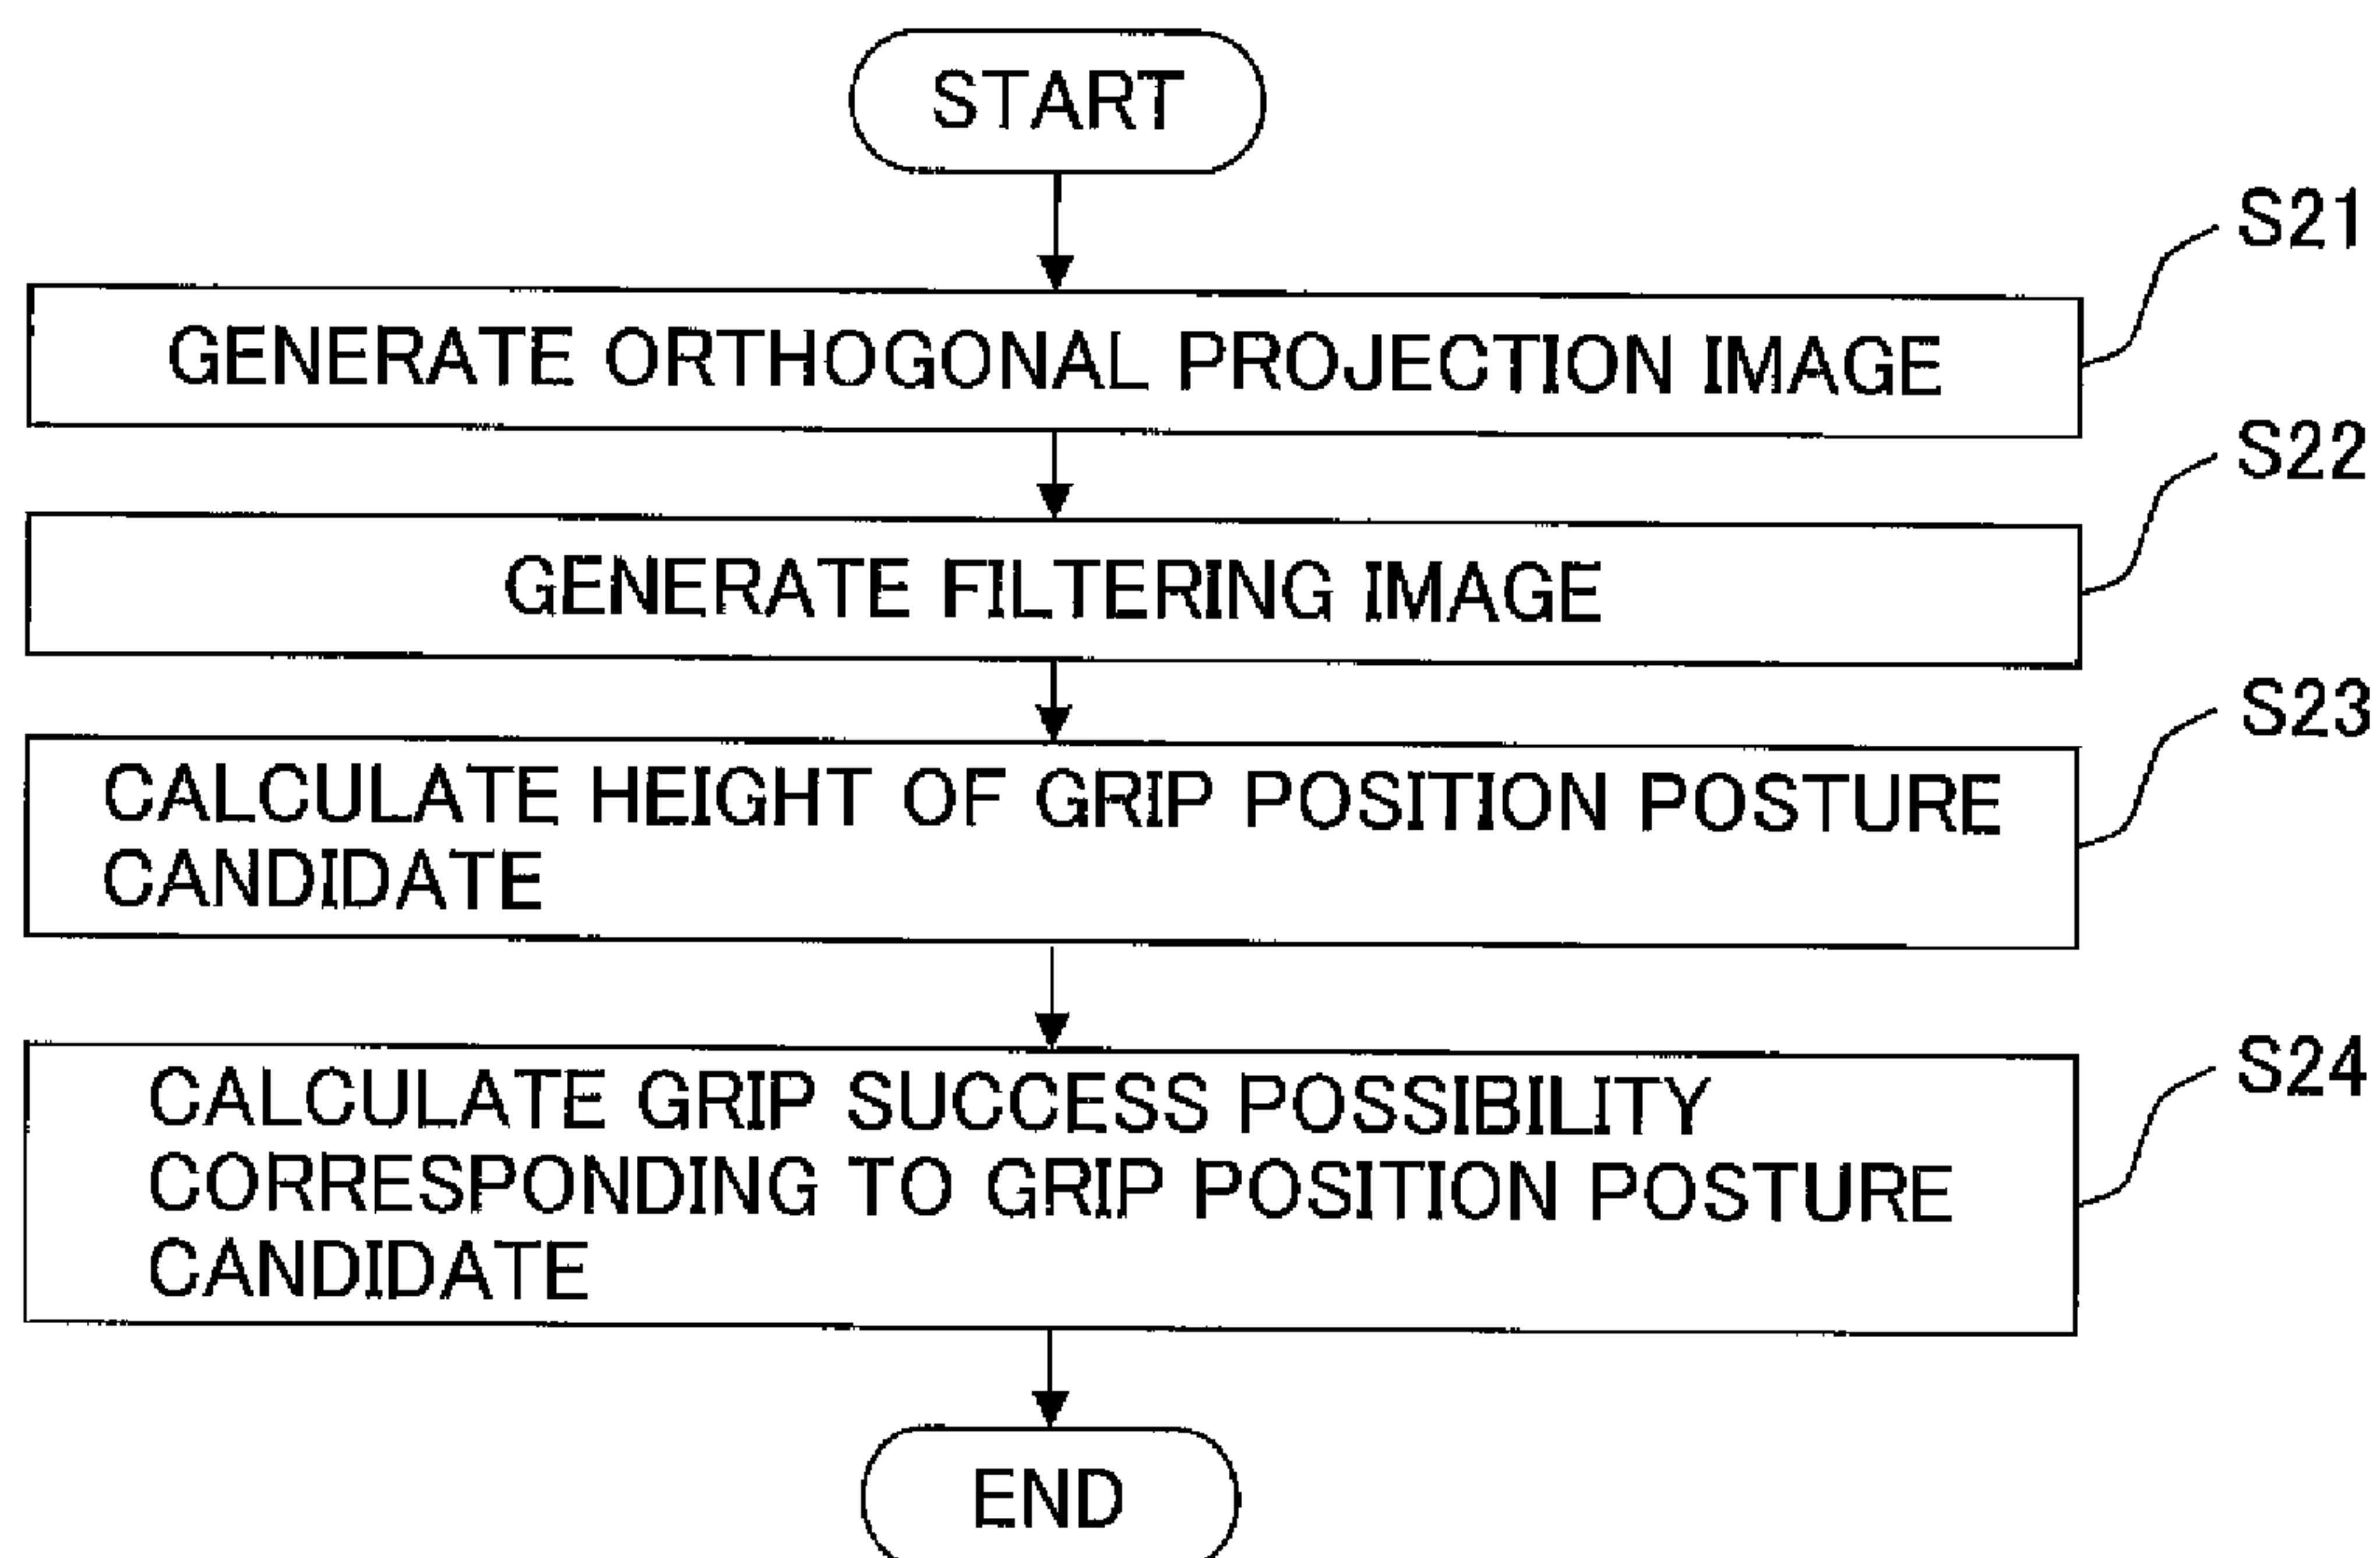 START
S21
GENERATE ORTHOGONAL PROJECTION IMAGE
S22
GENERATE FILTERING IMAGE
S23
CALCULATE HEIGHT OF GRIP POSITION POSTURE
CANDIDATE
S24
CALCULATE GRIP SUCCESS POSSIBILITY
CORRESPONDING TO GRIP POSITION POSTURE
CANDIDATE
END